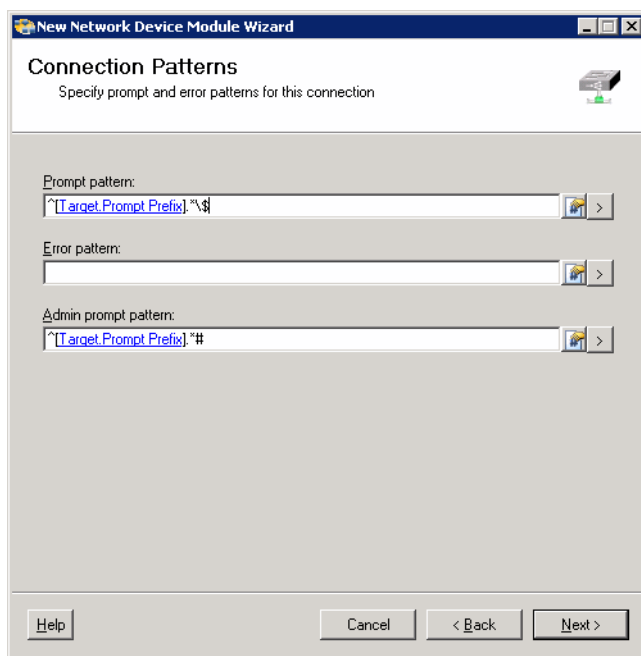 New Network Device Module Wizard
Connection Patterns
Specify prompt and error patterns for this connection
Prompt pattern:
^[Target.Prompt Prefix].*\$
>
Error pattern:
>
Admin prompt pattern:
^[Target.Prompt Prefix].*#
>
Help Cancel < Back Next >